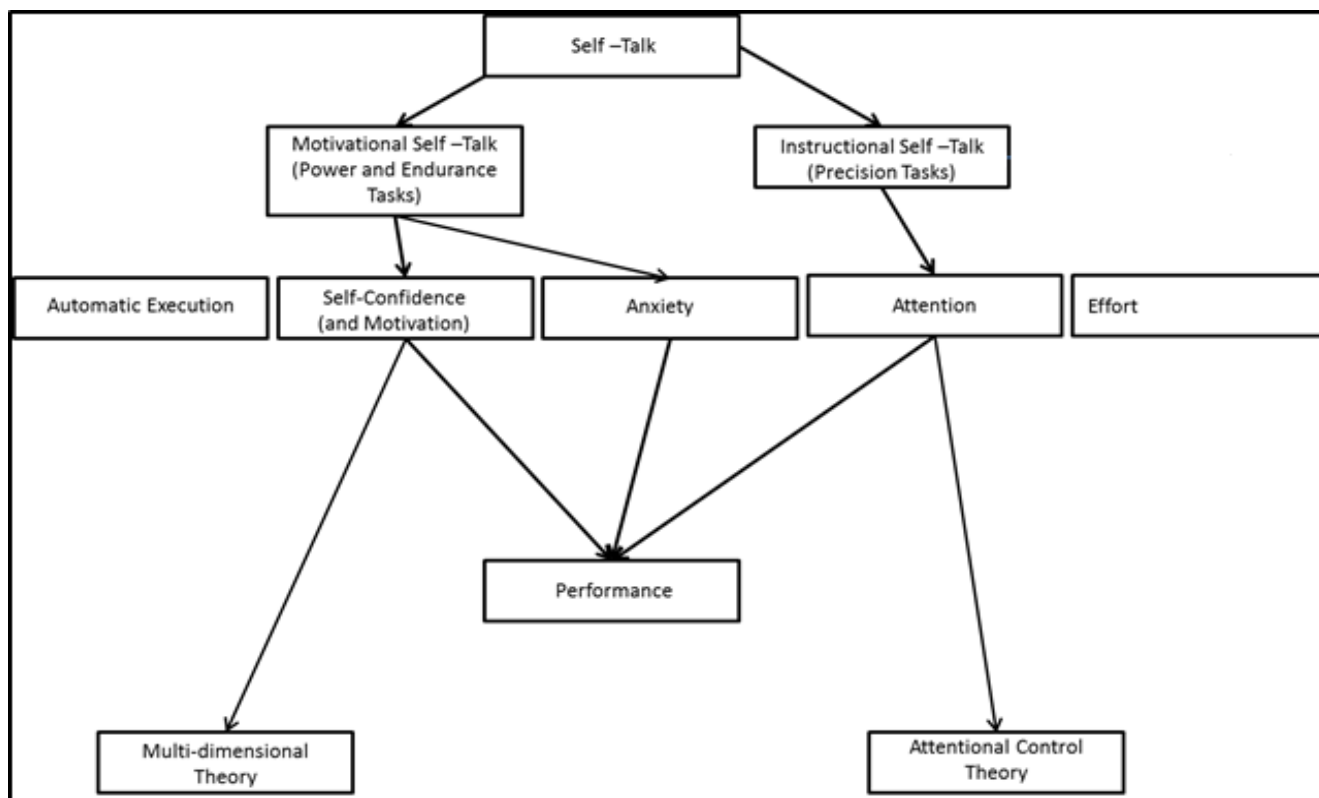 Self –Talk
Motivational Self –Talk
(Power and Endurance
Tasks)
Instructional Self –Talk
(Precision Tasks)
Automatic Execution
Self-Confidence
(and Motivation)
Anxiety
Attention
Effort
Performance
Multi-dimensional
Theory
Attentional Control
Theory